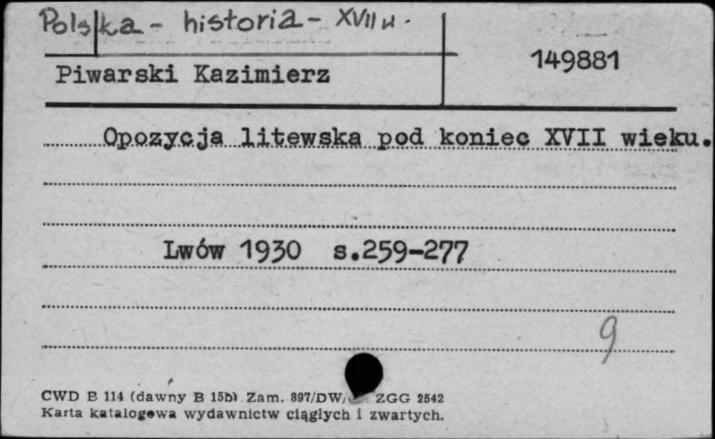 Polska - historia - XVII w.
149881
Piwarski Kazimierz
Opozycja litewska pod koniec XVII wieku.
Lwów 1930 s.259-277
9
CWD B 114 (dawny B 15b) Zam. 897/DW/ ZGG 2542
Karta katalogowa wydawnictw ciągłych i zwartych.